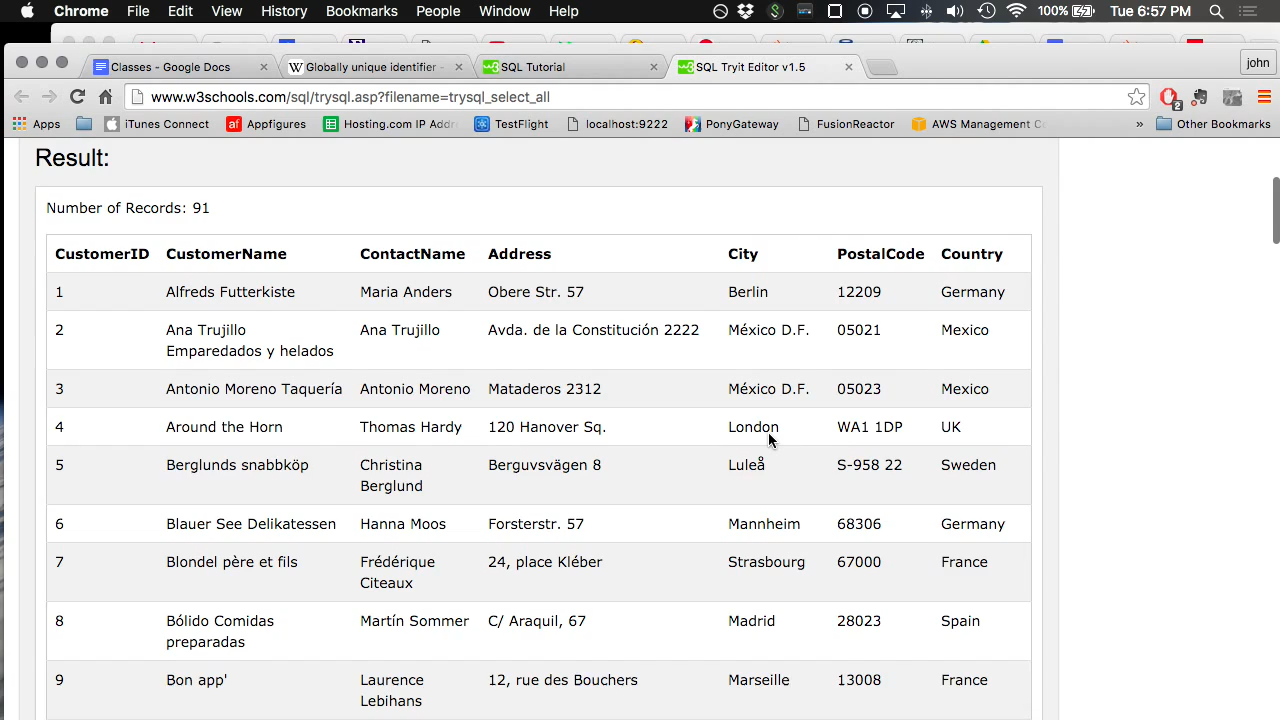 Chrome File Edit View History Bookmarks People Window Help 100% Tue 6:57 PM
Classes - Google Docs Globally unique identifier - SQL Tutorial SQL Tryit Editor v1.5 john
www.w3schools.com/sql/trysql.asp?filename=trysql_select_all 2
Apps iTunes Connect af Appfigures Hosting.com IP Addr TestFlight localhost:9222 PonyGateway FusionReactor AWS Management Co » Other Bookmarks
Result:
Number of Records: 91
CustomerID CustomerName ContactName Address City PostalCode Country
1 Alfreds Futterkiste Maria Anders Obere Str. 57 Berlin 12209 Germany
2 Ana Trujillo Ana Trujillo Avda. de la Constitución 2222 México D.F. 05021 Mexico
Emparedados y helados
3 Antonio Moreno Taquería Antonio Moreno Mataderos 2312 México D.F. 05023 Mexico
4 Around the Horn Thomas Hardy 120 Hanover Sq. London WA1 1DP UK
5 Berglunds snabbköp Christina Berguvsvägen 8 Luleå S-958 22 Sweden
Berglund
6 Blauer See Delikatessen Hanna Moos Forsterstr. 57 Mannheim 68306 Germany
7 Blondel père et fils Frédérique 24, place Kléber Strasbourg 67000 France
Citeaux
8 Bólido Comidas Martín Sommer C/ Araquil, 67 Madrid 28023 Spain
preparadas
9 Bon app' Laurence 12, rue des Bouchers Marseille 13008 France
Lebihans